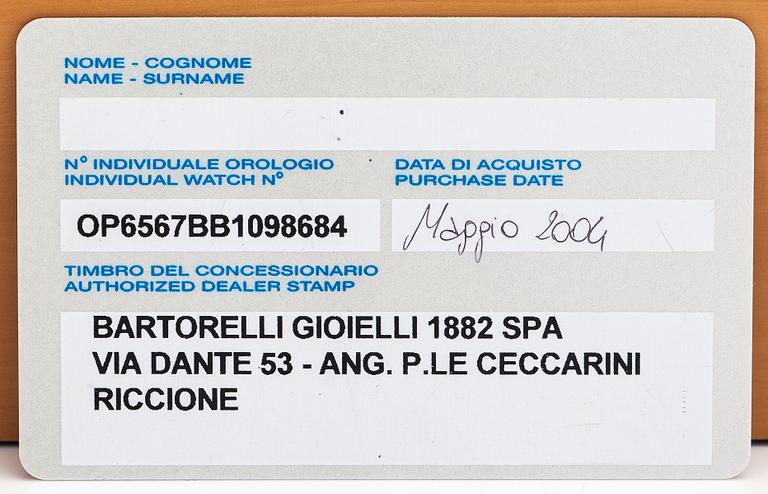 NOME - COGNOME
NAME - SURNAME
N° INDIVIDUALE OROLOGIO
INDIVIDUAL WATCH N°
DATA DI ACQUISTO
PURCHASE DATE
OP6567BB1098684
Maggio 2004
TIMBRO DEL CONCESSIONARIO
AUTHORIZED DEALER STAMP
BARTORELLI GIOIELLI 1882 SPA
VIA DANTE 53 - ANG. P.LE CECCARINI
RICCIONE